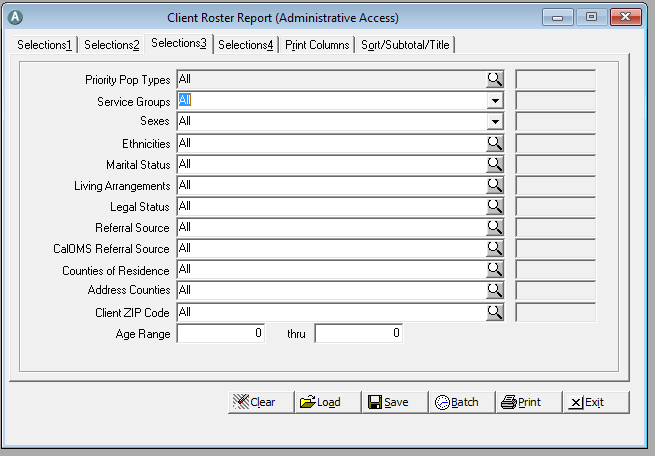 A Client Roster Report (Administrative Access)
Selections1 Selections2 Selections3 Selections4 Print Columns Sort/Subtotal/Title
Priority Pop Types All
Service Groups All
Sexes All
Ethnicities All
Marital Status All
Living Arrangements All
Legal Status All
Referral Source All
CalOMS Referral Source All
Counties of Residence All
Address Counties All
Client ZIP Code All
Age Range 0 thru 0
Clear Load Save Batch Print Exit